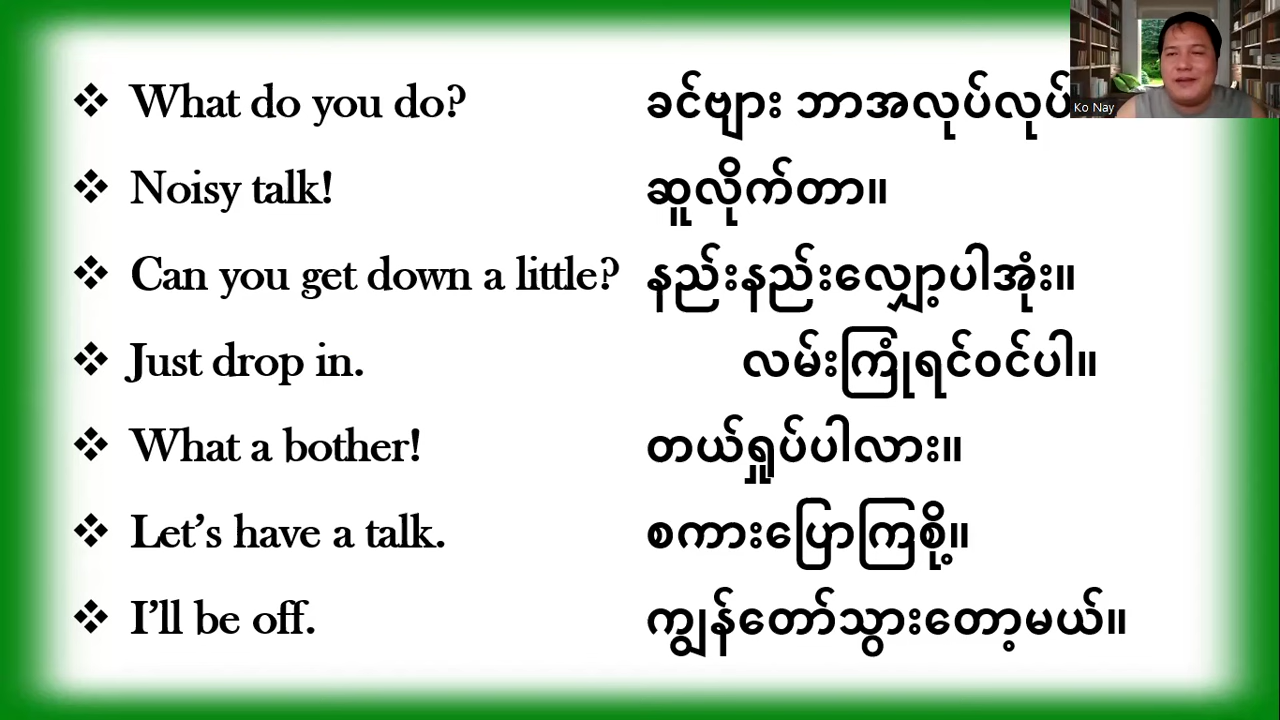 ❖ What do you do? ခင်ဗျား ဘာအလုပ်လုပ်
Ko Nay
❖ Noisy talk! ဆူလိုက်တာ။
❖ Can you get down a little? နည်းနည်းလျှော့ပါအုံး။
❖ Just drop in. လမ်းကြုံရင်ဝင်ပါ။
❖ What a bother! တယ်ရှုပ်ပါလား။
❖ Let’s have a talk. စကားပြောကြစို့။
❖ I’ll be off. ကျွန်တော်သွားတော့မယ်။